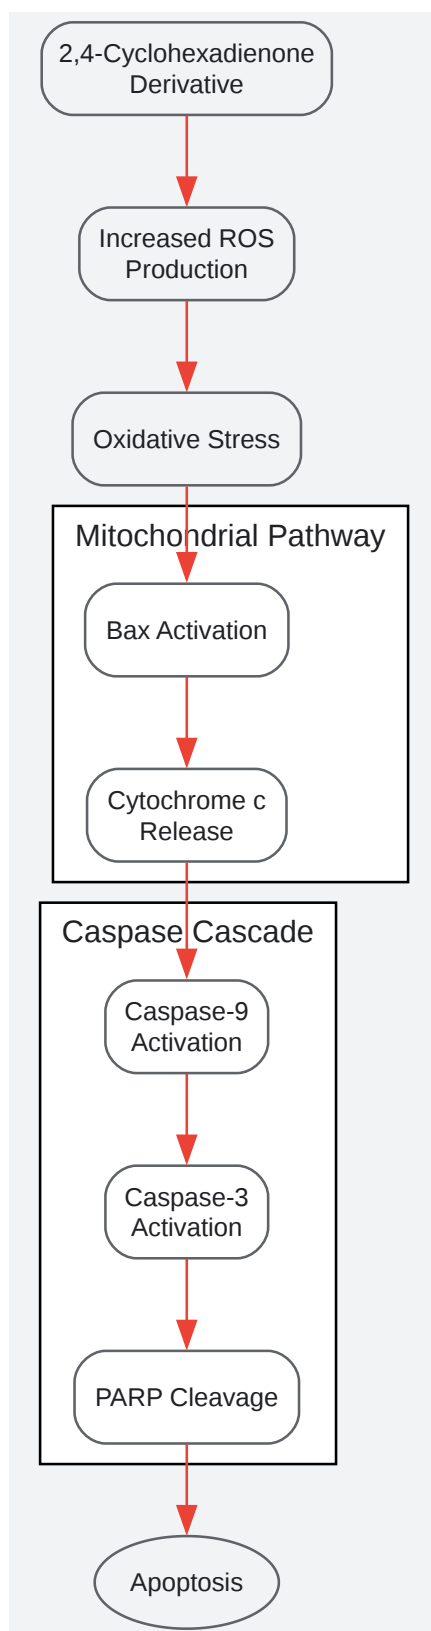 2,4-Cyclohexadienone
Derivative
Increased ROS
Production
Oxidative Stress
Mitochondrial Pathway
Bax Activation
Cytochrome c
Release
Caspase Cascade
Caspase-9
Activation
Caspase-3
Activation
PARP Cleavage
Apoptosis